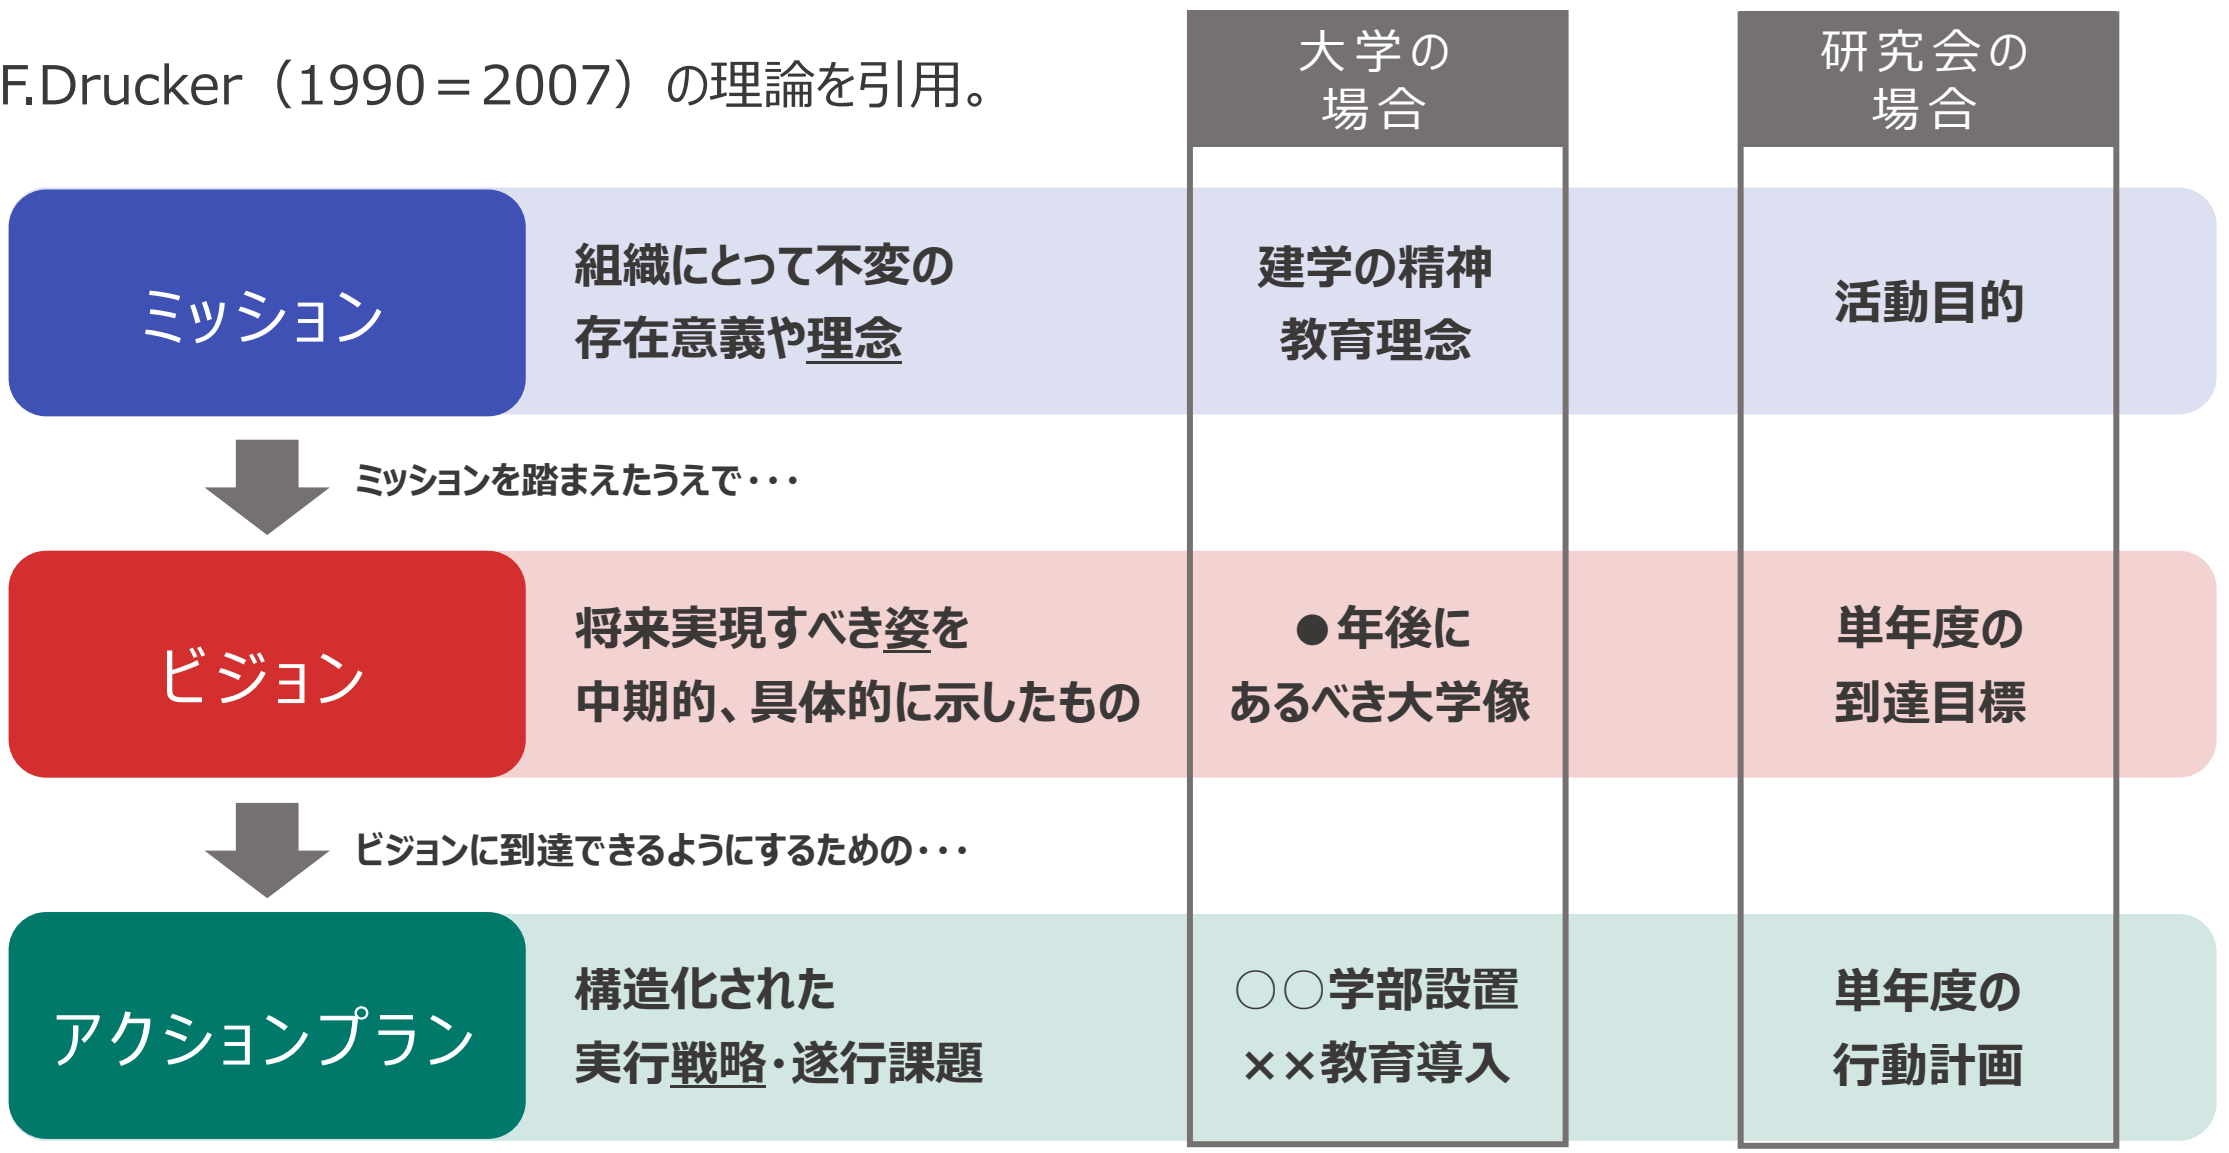 F.Drucker（1990＝2007）の理論を引用。
大学の
場合
研究会の
場合
ミッション
組織にとって不変の
存在意義や理念
建学の精神
教育理念
活動目的
ミッションを踏まえたうえで・・・
ビジョン
将来実現すべき姿を
中期的、具体的に示したもの
●年後に
あるべき大学像
単年度の
到達目標
ビジョンに到達できるようにするための・・・
アクションプラン
構造化された
実行戦略・遂行課題
○○学部設置
××教育導入
単年度の
行動計画